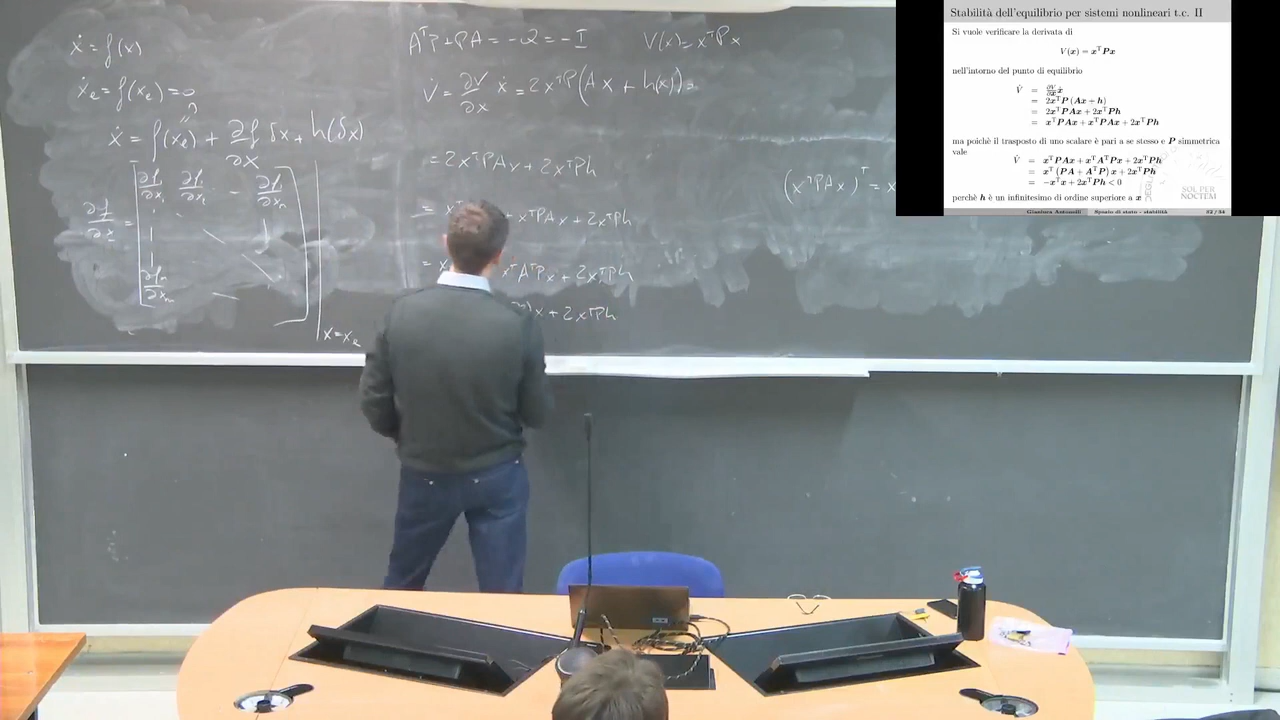 ẋ = f(x)
ẋₑ = f(xₑ) = 0
ẋ = f(xₑ) + ∂f/∂x δx + h(δx)
∂f/∂x = [∂f₁/∂x₁ ∂f₁/∂x₂ - ∂f₁/∂xₙ
∂fₙ/∂x₁ ] x=xₑ
AᵀP + PA = -Q = -I V(x) = xᵀPx
V̇ = ∂V/∂x ẋ = 2xᵀP(Ax + h(x)) =
= 2xᵀPAx + 2xᵀPh
= x + xᵀPAx + 2xᵀPh
= x xᵀAᵀPx + 2xᵀPh
)x + 2xᵀPh
(xᵀPAx)ᵀ = x
Stabilità dell'equilibrio per sistemi nonlineari t.c. II
Si vuole verificare la derivata di
V(x) = xᵀPx
nell'intorno del punto di equilibrio
V̇ = ∂V/∂x ẋ
= 2xᵀP (Ax + h)
= 2xᵀPAx + 2xᵀPh
= xᵀPAx + xᵀPAx + 2xᵀPh
ma poichè il trasposto di uno scalare è pari a se stesso e P simmetrica
vale
V̇ = xᵀPAx + xᵀAᵀPx + 2xᵀPh
= xᵀ (PA + AᵀP) x + 2xᵀPh
= -xᵀx + 2xᵀPh < 0
perchè h è un infinitesimo di ordine superiore a x
DEGLI
SOL PER
NOCTEM
Gianluca Antonelli Spazio di stato - stabilità 32/34